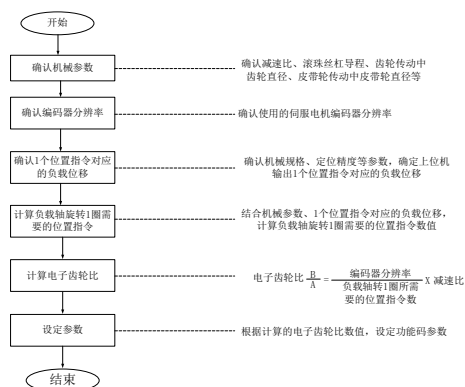 开始
确认机械参数
确认减速比、滚珠丝杠导程、齿轮传动中
齿轮直径、皮带轮传动中皮带轮直径等
确认编码器分辨率
确认使用的伺服电机编码器分辨率
确认1个位置指令对应
的负载位移
确认机械规格、定位精度等参数，确定上位机
输出1个位置指令对应的负载位移
计算负载轴旋转1圈需
要的位置指令
结合机械参数、1个位置指令对应的负载位移，
计算负载轴旋转1圈需要的位置指令数值
计算电子齿轮比
电子齿轮比 B/A = 编码器分辨率/负载轴转1圈所需
要的位置指令数 X 减速比
设定参数
根据计算的电子齿轮比数值，设定功能码参数
结束